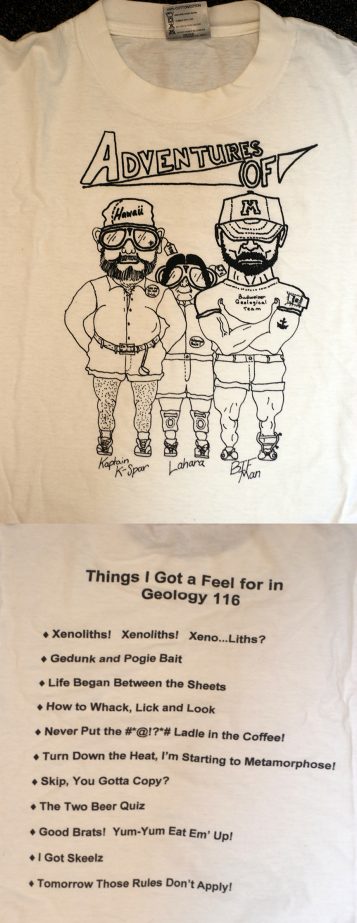 ADVENTURES
OF
Hawaii
M
Budweiser
Geological
Team
Kaptain
K-Spar
Lahana
BIF
Man
Things I Got a Feel for in
Geology 116
♦ Xenoliths! Xenoliths! Xeno...Liths?
♦ Gedunk and Pogie Bait
♦ Life Began Between the Sheets
♦ How to Whack, Lick and Look
♦ Never Put the #*@!?*# Ladle in the Coffee!
♦ Turn Down the Heat, I'm Starting to Metamorphose!
♦ Skip, You Gotta Copy?
♦ The Two Beer Quiz
♦ Good Brats! Yum-Yum Eat Em' Up!
♦ I Got Skeelz
♦ Tomorrow Those Rules Don't Apply!